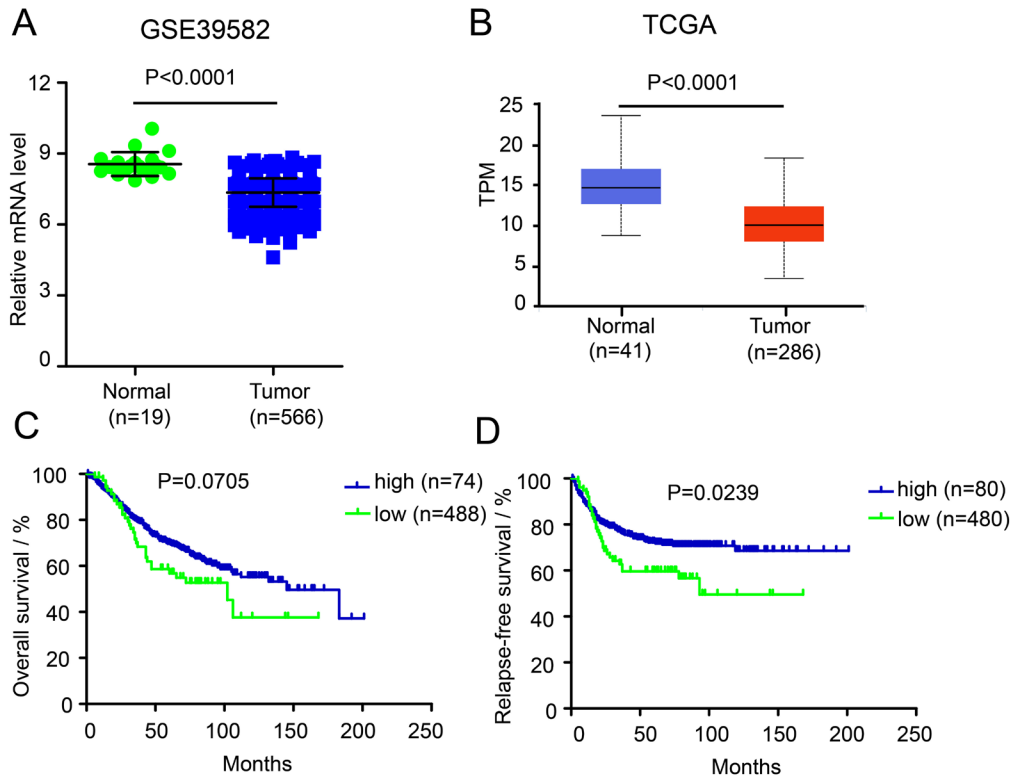 A
GSE39582
P<0.0001
Relative mRNA level
12
9
6
3
0
Normal
(n=19)
Tumor
(n=566)
B
TCGA
P<0.0001
TPM
25
20
15
10
5
0
Normal
(n=41)
Tumor
(n=286)
C
P=0.0705
high (n=74)
low (n=488)
Overall survival / %
100
80
60
40
20
0
0 50 100 150 200 250
Months
D
P=0.0239
high (n=80)
low (n=480)
Relapse-free survival / %
100
80
60
40
20
0
0 50 100 150 200 250
Months